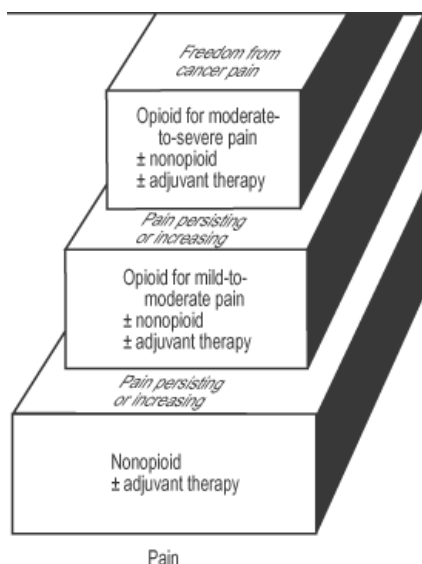 Freedom from
cancer pain
Opioid for moderate-
to-severe pain
± nonopioid
± adjuvant therapy
Pain persisting
or increasing
Opioid for mild-to-
moderate pain
± nonopioid
± adjuvant therapy
Pain persisting
or increasing
Nonopioid
± adjuvant therapy
Pain